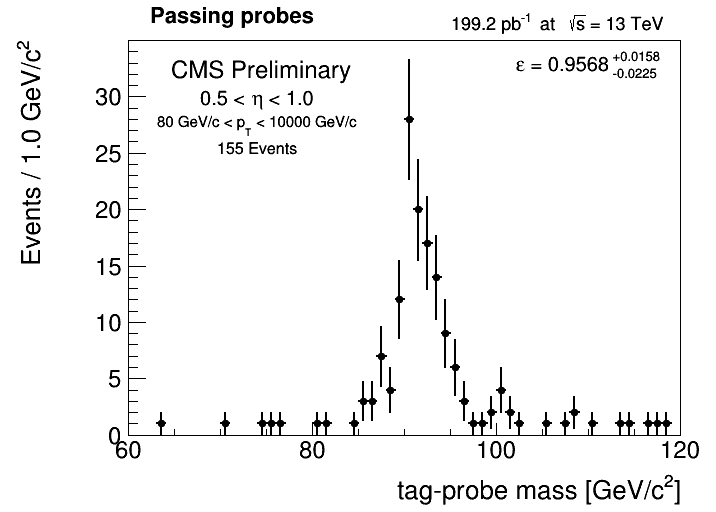 Passing probes
199.2 pb⁻¹ at √s = 13 TeV
CMS Preliminary
ε = 0.9568 +0.0158 -0.0225
0.5 < η < 1.0
80 GeV/c < p_T < 10000 GeV/c
155 Events
Events / 1.0 GeV/c²
30
25
20
15
10
5
0
60 80 100 120
tag-probe mass [GeV/c²]